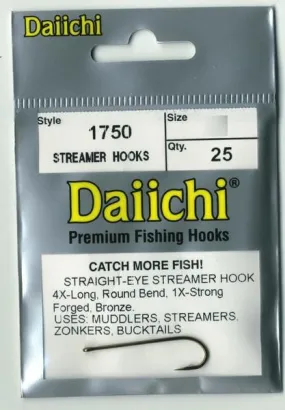 Daiichi
Style
1750
STREAMER HOOKS
Size
Qty.
25
Daiichi®
Premium Fishing Hooks
CATCH MORE FISH!
STRAIGHT-EYE STREAMER HOOK
4X-Long, Round Bend, 1X-Strong
Forged, Bronze.
USES: MUDDLERS, STREAMERS.
ZONKERS, BUCKTAILS